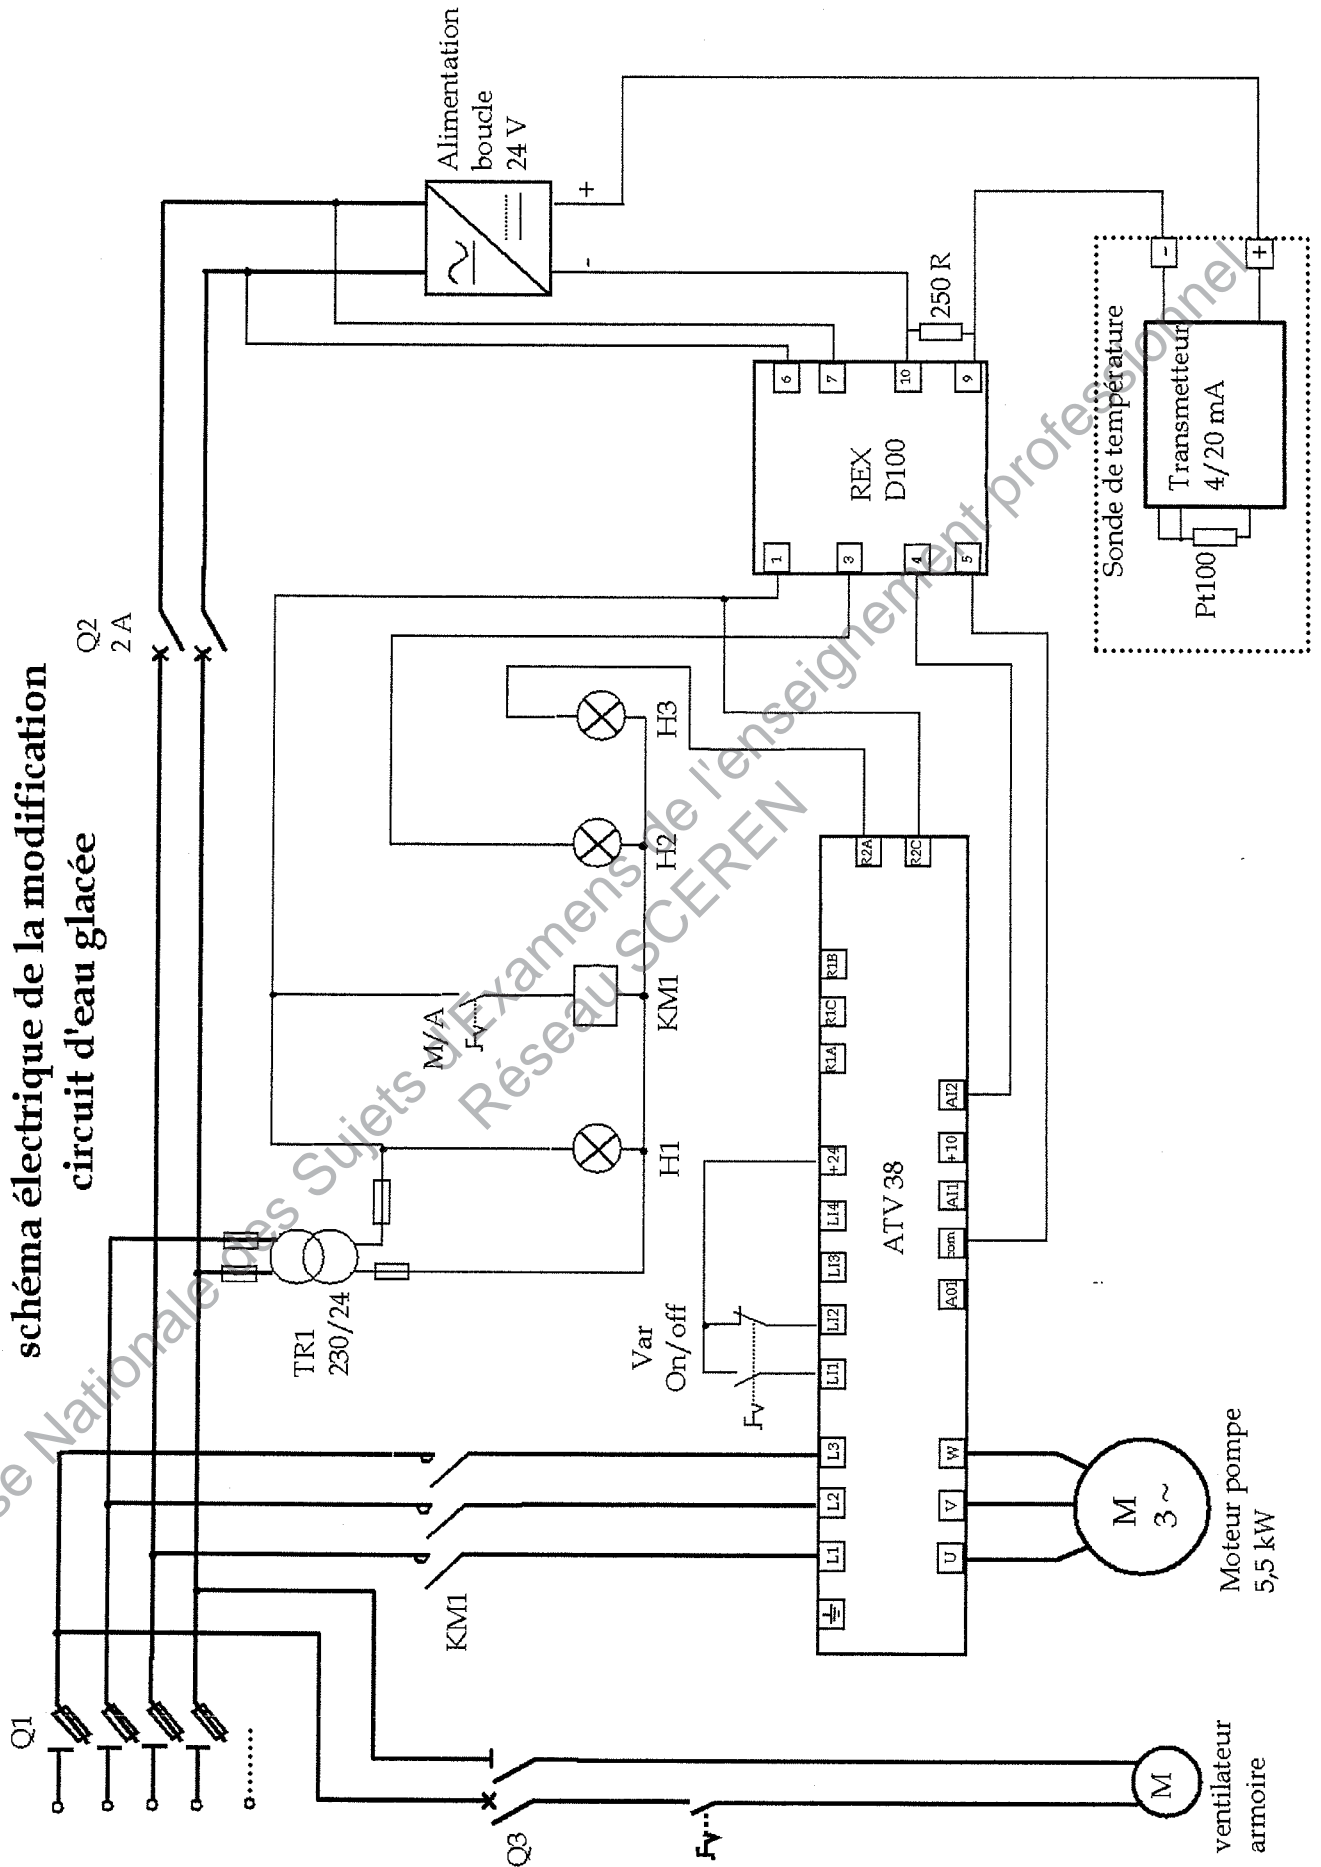 schéma électrique de la modification
circuit d'eau glacée
Q1
Q2
2 A
TR1
230/24
Alimentation
boucle
24 V
+
-
M/A
H1
KM1
H2
H3
Var
On/off
KM1
L1
L2
L3
LI1
LI2
LI3
LI4
+24
R1A
R1C
R1B
R2A
R2C
ATV 38
U
V
W
A01
com
AI1
+10
AI2
1
3
4
5
REX
D100
6
7
10
9
250 R
Sonde de température
-
+
Transmetteur
4/20 mA
Pt100
Q3
M
ventilateur
armoire
M
3 ~
Moteur pompe
5,5 kW
se Nationale des Sujets d'Examens de l'enseignement professionnel
Réseau SCEREN